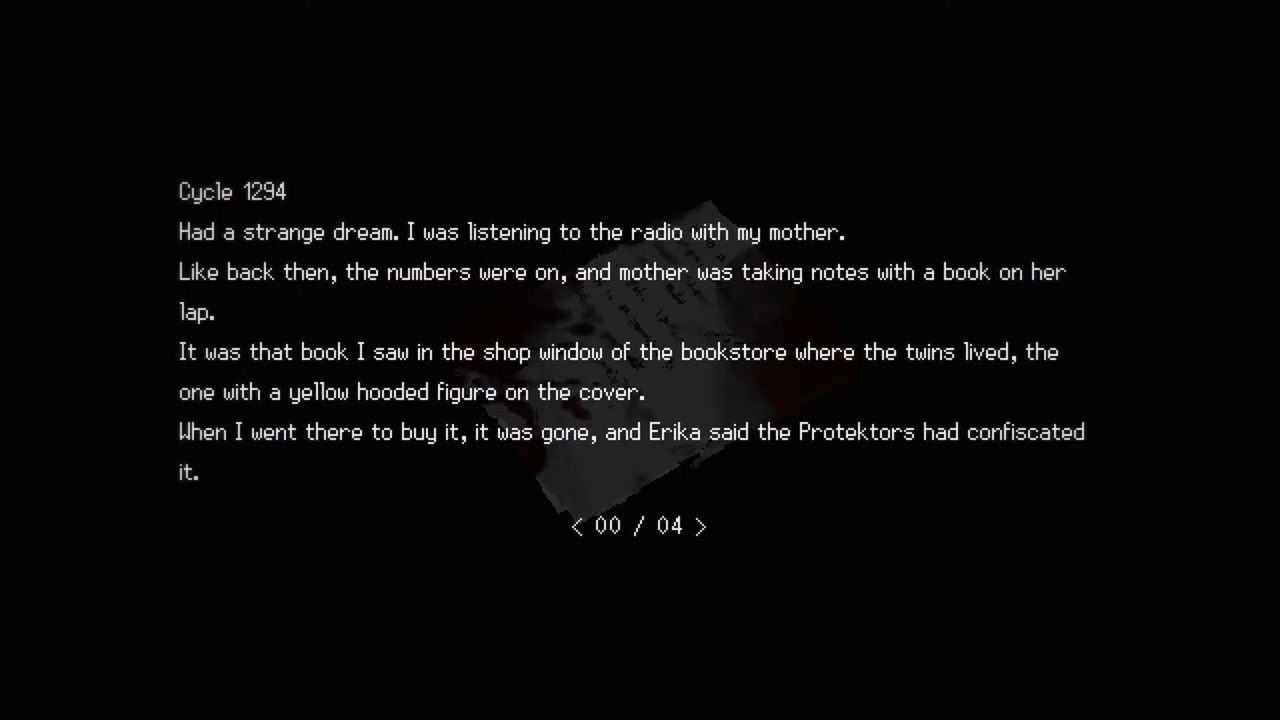 Cycle 1294
Had a strange dream. I was listening to the radio with my mother.
Like back then, the numbers were on, and mother was taking notes with a book on her
lap.
It was that book I saw in the shop window of the bookstore where the twins lived, the
one with a yellow hooded figure on the cover.
When I went there to buy it, it was gone, and Erika said the Protektors had confiscated
it.
< 00 / 04 >